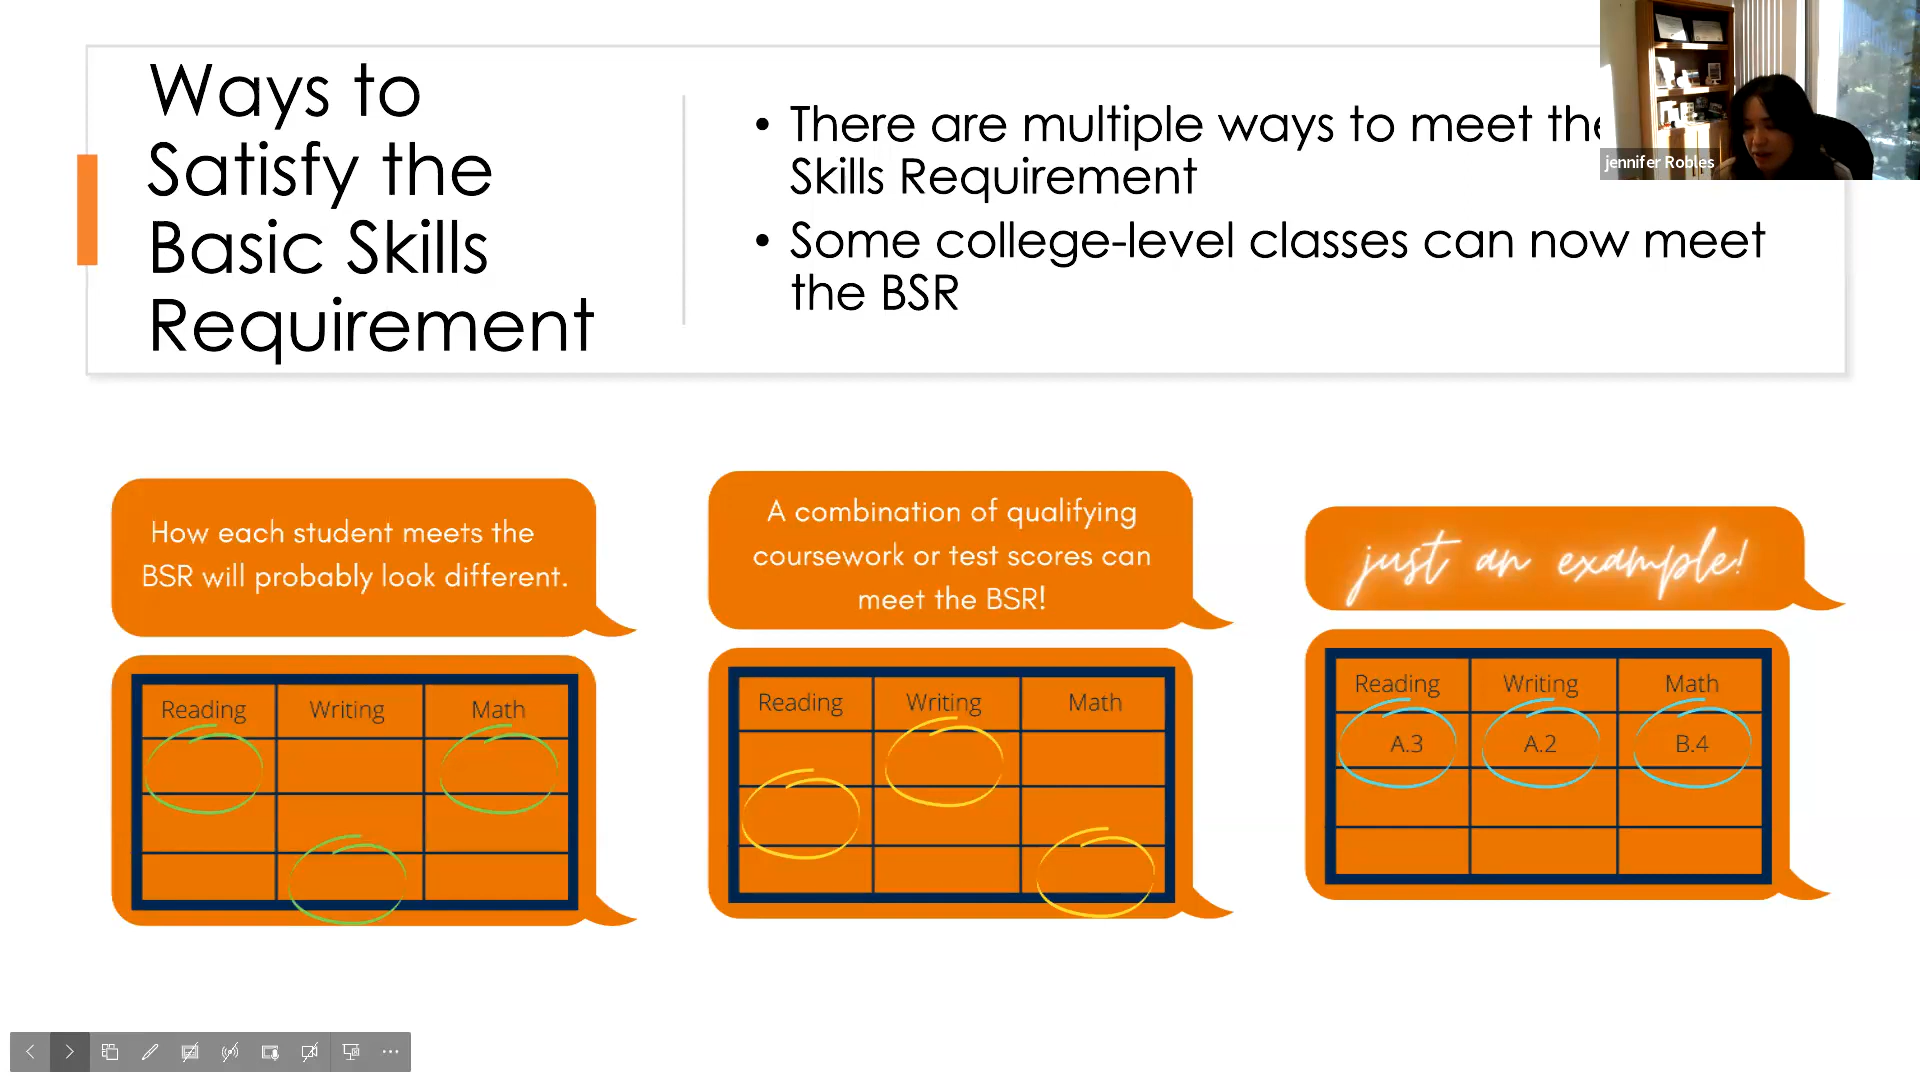 Ways to
Satisfy the
Basic Skills
Requirement
• There are multiple ways to meet the
Skills Requirement
• Some college-level classes can now meet
the BSR
jennifer Robles
How each student meets the
BSR will probably look different.
A combination of qualifying
coursework or test scores can
meet the BSR!
just an example!
Reading Writing Math
Reading Writing Math
Reading Writing Math
A.3 A.2 B.4